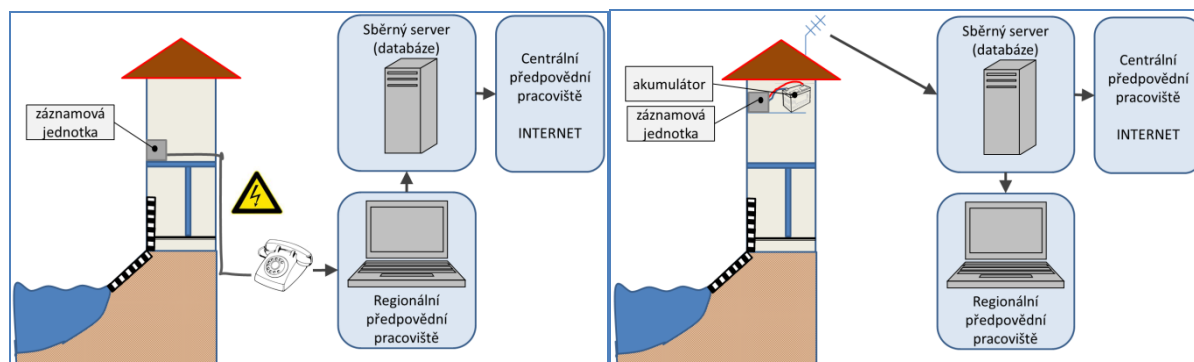 Sběrný server
(databáze)
Centrální
předpovědní
pracoviště
INTERNET
záznamová
jednotka
Regionální
předpovědní
pracoviště
Sběrný server
(databáze)
Centrální
předpovědní
pracoviště
INTERNET
akumulátor
záznamová
jednotka
Regionální
předpovědní
pracoviště